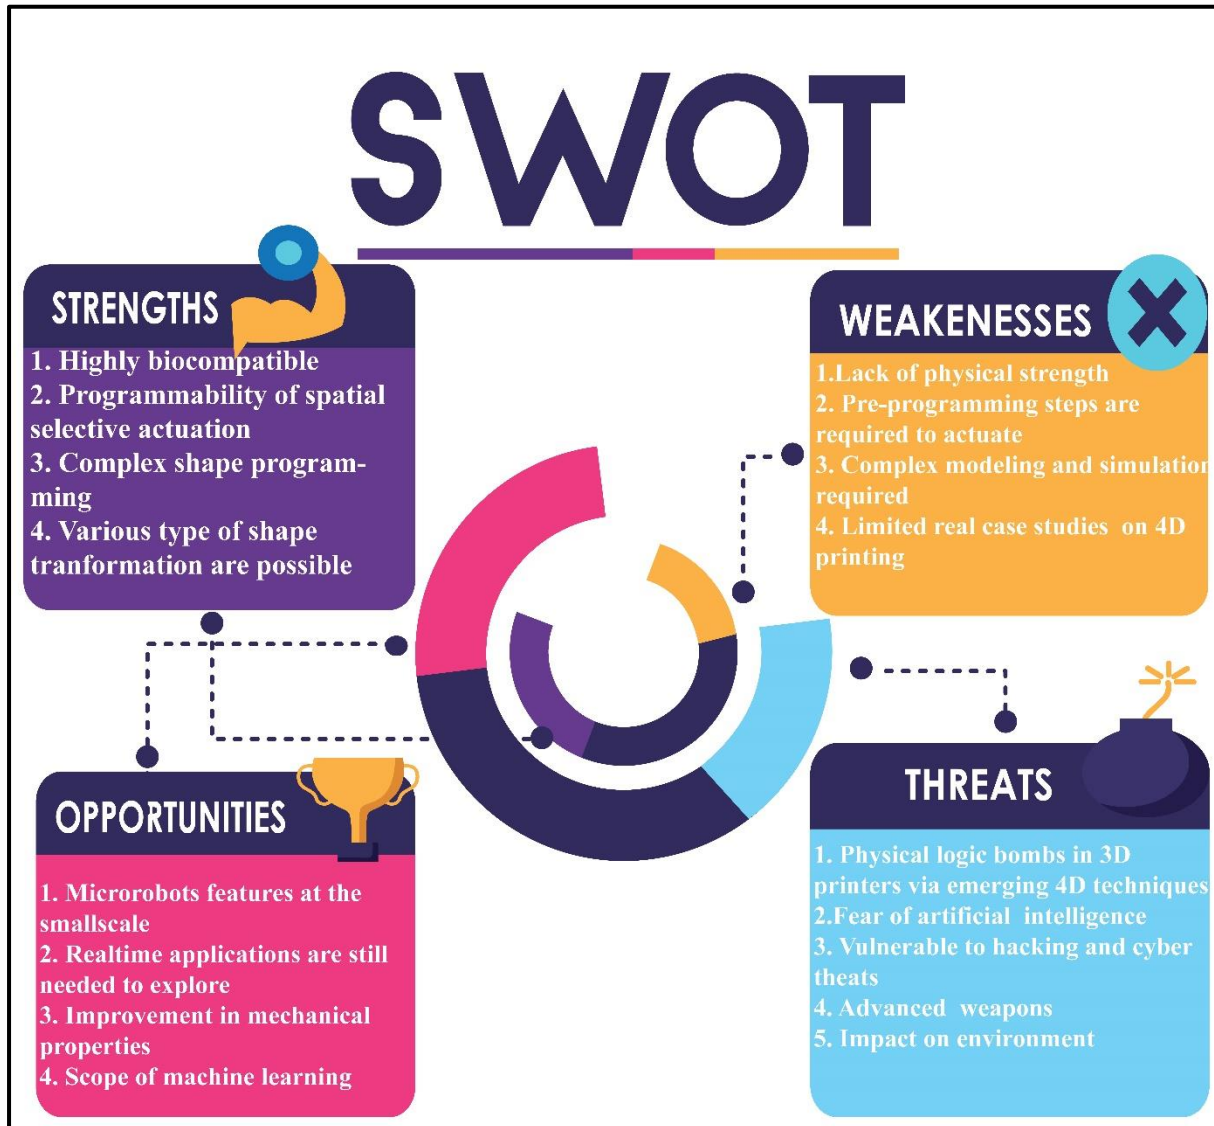 SWOT
STRENGTHS
1. Highly biocompatible
2. Programmability of spatial
selective actuation
3. Complex shape program-
ming
4. Various type of shape
tranformation are possible
WEAKENESSES
1.Lack of physical strength
2. Pre-programming steps are
required to actuate
3. Complex modeling and simulation
required
4. Limited real case studies on 4D
printing
OPPORTUNITIES
1. Microrobots features at the
smallscale
2. Realtime applications are still
needed to explore
3. Improvement in mechanical
properties
4. Scope of machine learning
THREATS
1. Physical logic bombs in 3D
printers via emerging 4D techniques
2.Fear of artificial intelligence
3. Vulnerable to hacking and cyber
theats
4. Advanced weapons
5. Impact on environment